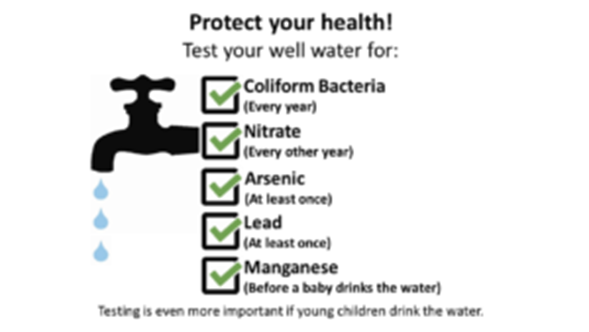 Protect your health!
Test your well water for:
Coliform Bacteria
(Every year)
Nitrate
(Every other year)
Arsenic
(At least once)
Lead
(At least once)
Manganese
(Before a baby drinks the water)
Testing is even more important if young children drink the water.